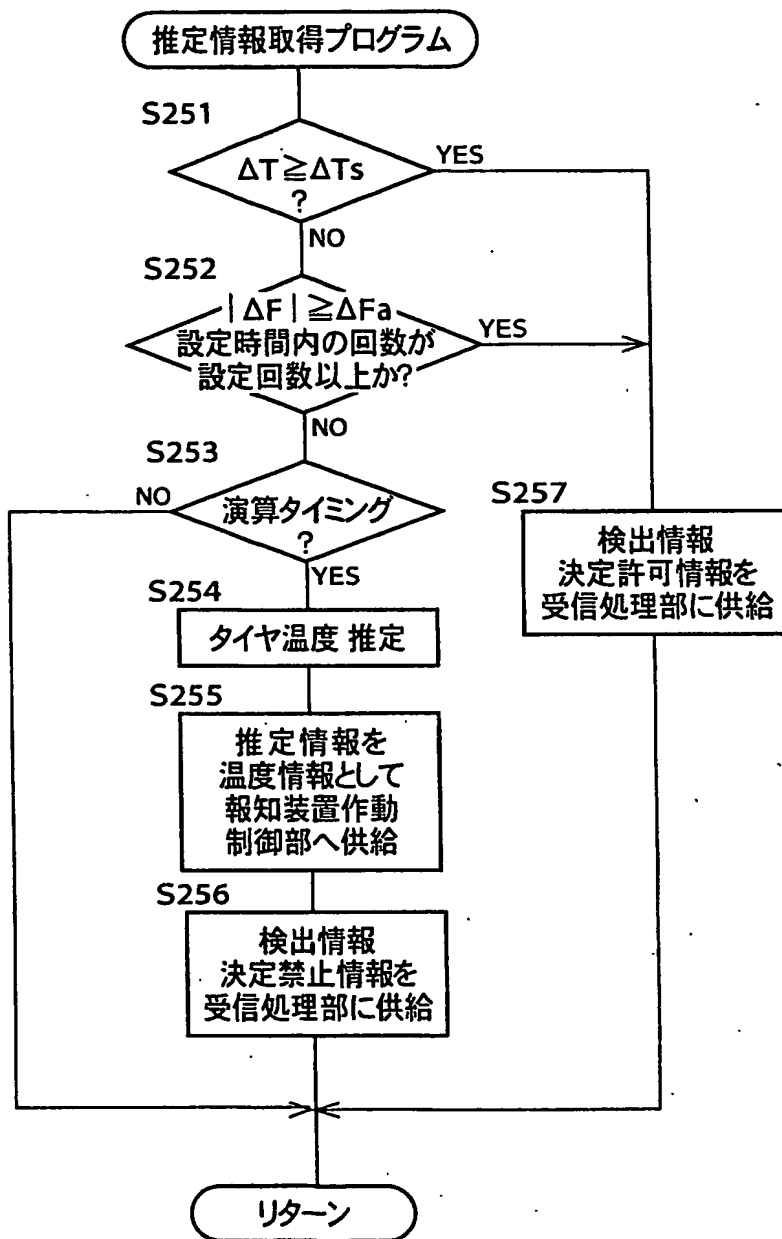 推定情報取得プログラム
S251
ΔT≧ΔTs
?
YES
NO
S252
|ΔF|≧ΔFa
設定時間内の回数が
設定回数以上か?
YES
NO
S253
NO
演算タイミング
?
YES
S254
タイヤ温度 推定
S255
推定情報を
温度情報として
報知装置作動
制御部へ供給
S256
検出情報
決定禁止情報を
受信処理部に供給
S257
検出情報
決定許可情報を
受信処理部に供給
リターン